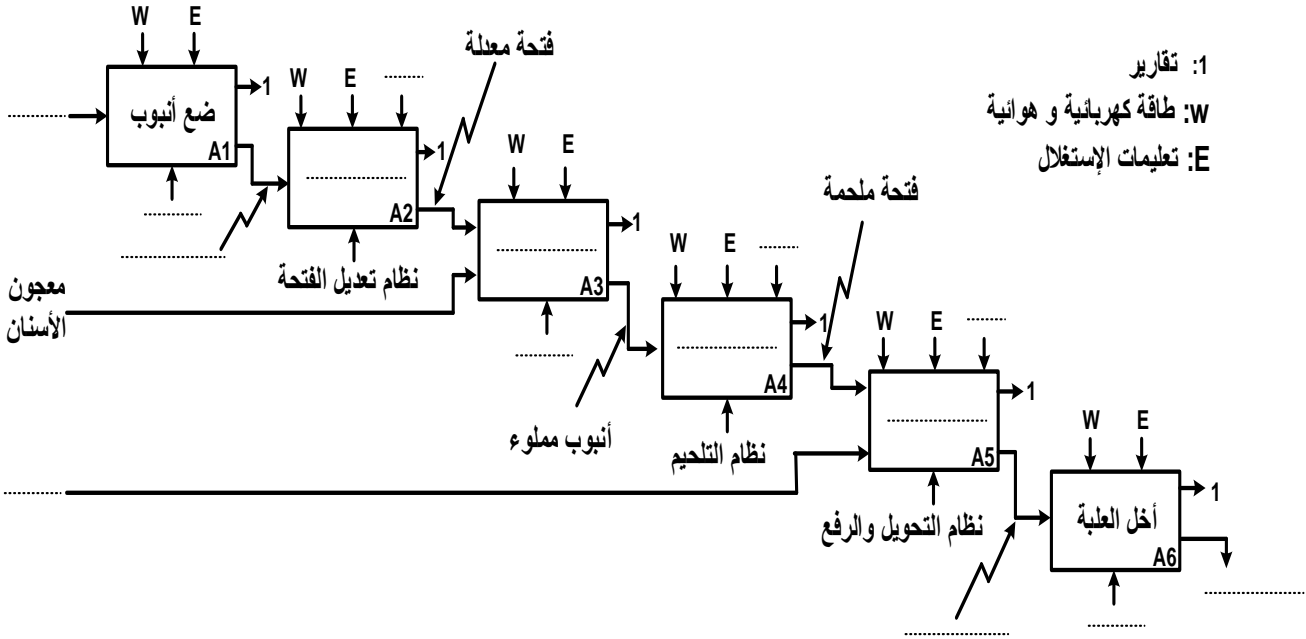 W E
ضع أنبوب
A1
1
فتحة معدلة
1: تقارير
w: طاقة كهربائية و هوائية
E: تعليمات الإستغلال
W E
A2
1
نظام تعديل الفتحة
معجون
الأسنان
W E
A3
1
أنبوب مملوء
فتحة ملحمة
W E
A4
1
نظام التلحيم
W E
A5
1
نظام التحويل والرفع
W E
أخل العلبة
A6
1